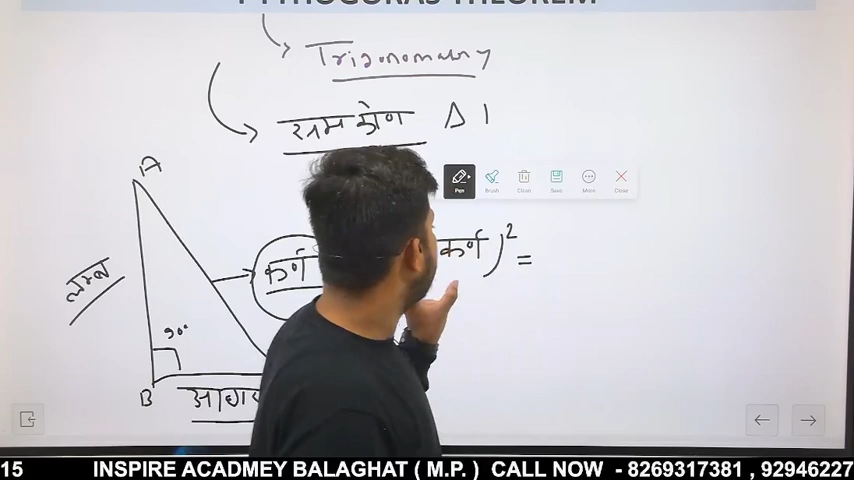 PYTHOGORAS THEOREM
Trigonometry
समकोण Δ।
A
Pen
Brush
Clean
Save
More
Close
लम्ब
कर्ण
कर्ण )² =
90°
B
15 INSPIRE ACADMEY BALAGHAT ( M.P. ) CALL NOW - 8269317381 , 92946227